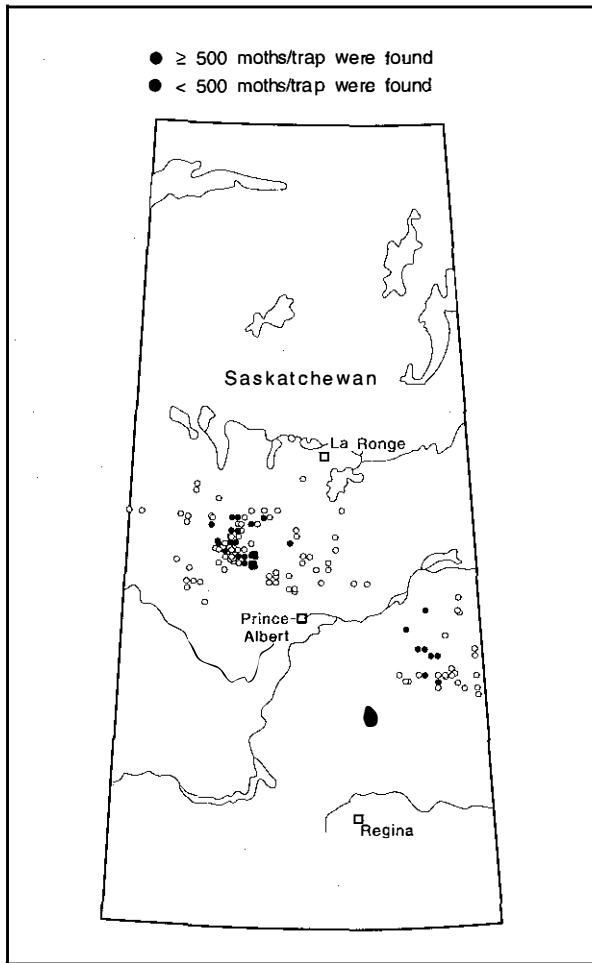 ≥ 500 moths/trap were found
< 500 moths/trap were found
Saskatchewan
La Ronge
Prince
Albert
Regina